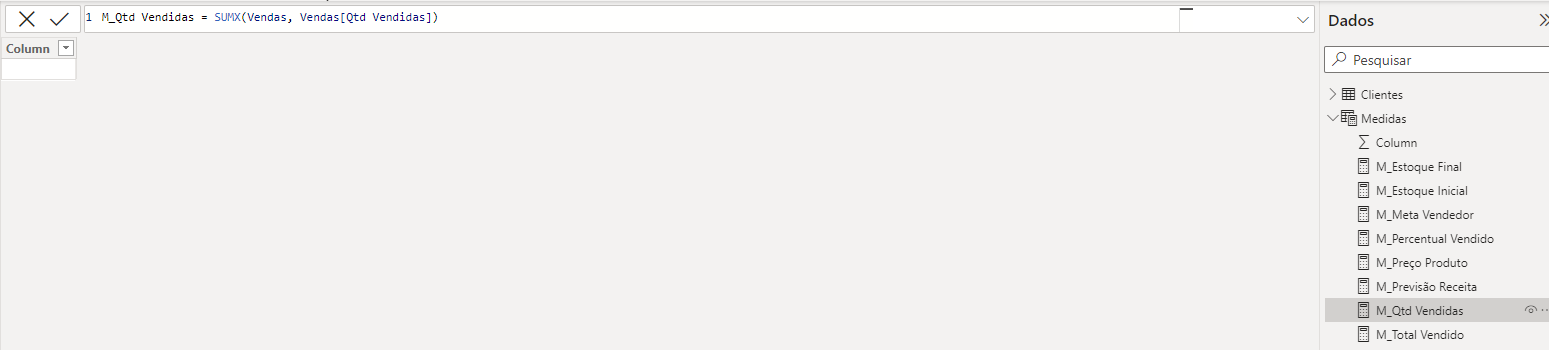 1 M_Qtd Vendidas = SUMX(Vendas, Vendas[Qtd Vendidas])
Column
Dados
Pesquisar
Clientes
Medidas
Column
M_Estoque Final
M_Estoque Inicial
M_Meta Vendedor
M_Percentual Vendido
M_Preço Produto
M_Previsão Receita
M_Qtd Vendidas
M_Total Vendido